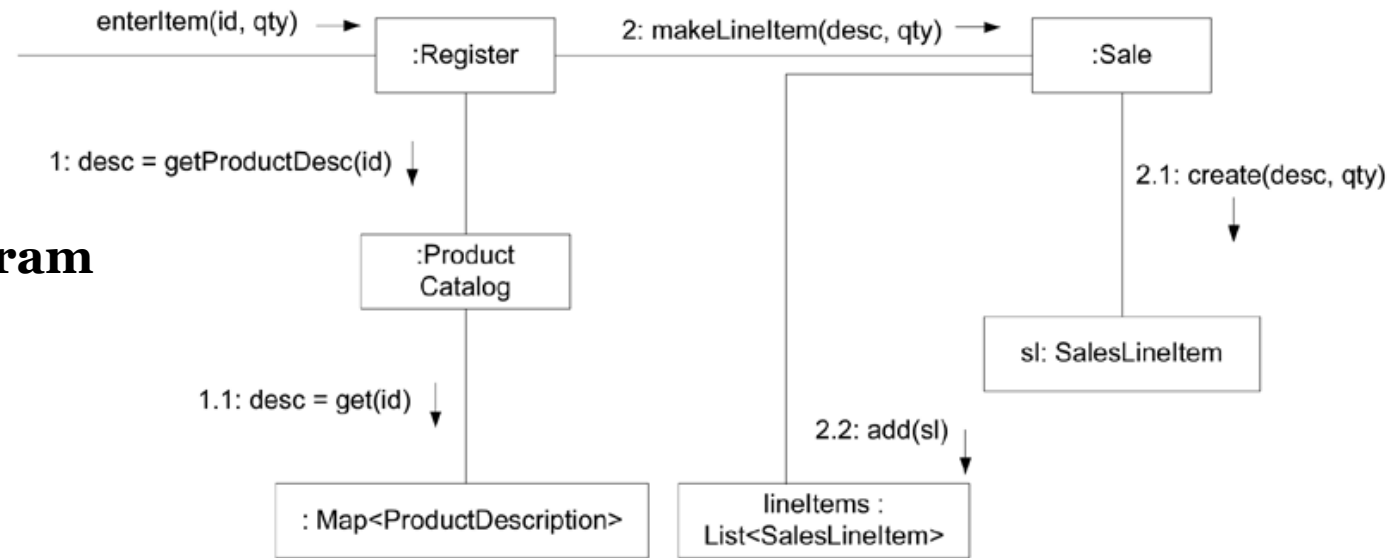 enterItem(id, qty)
2: makeLineItem(desc, qty)
:Register
:Sale
1: desc = getProductDesc(id)
2.1: create(desc, qty)
ram
:Product
Catalog
sl: SalesLineItem
1.1: desc = get(id)
2.2: add(sl)
: Map<ProductDescription>
lineItems :
List<SalesLineItem>